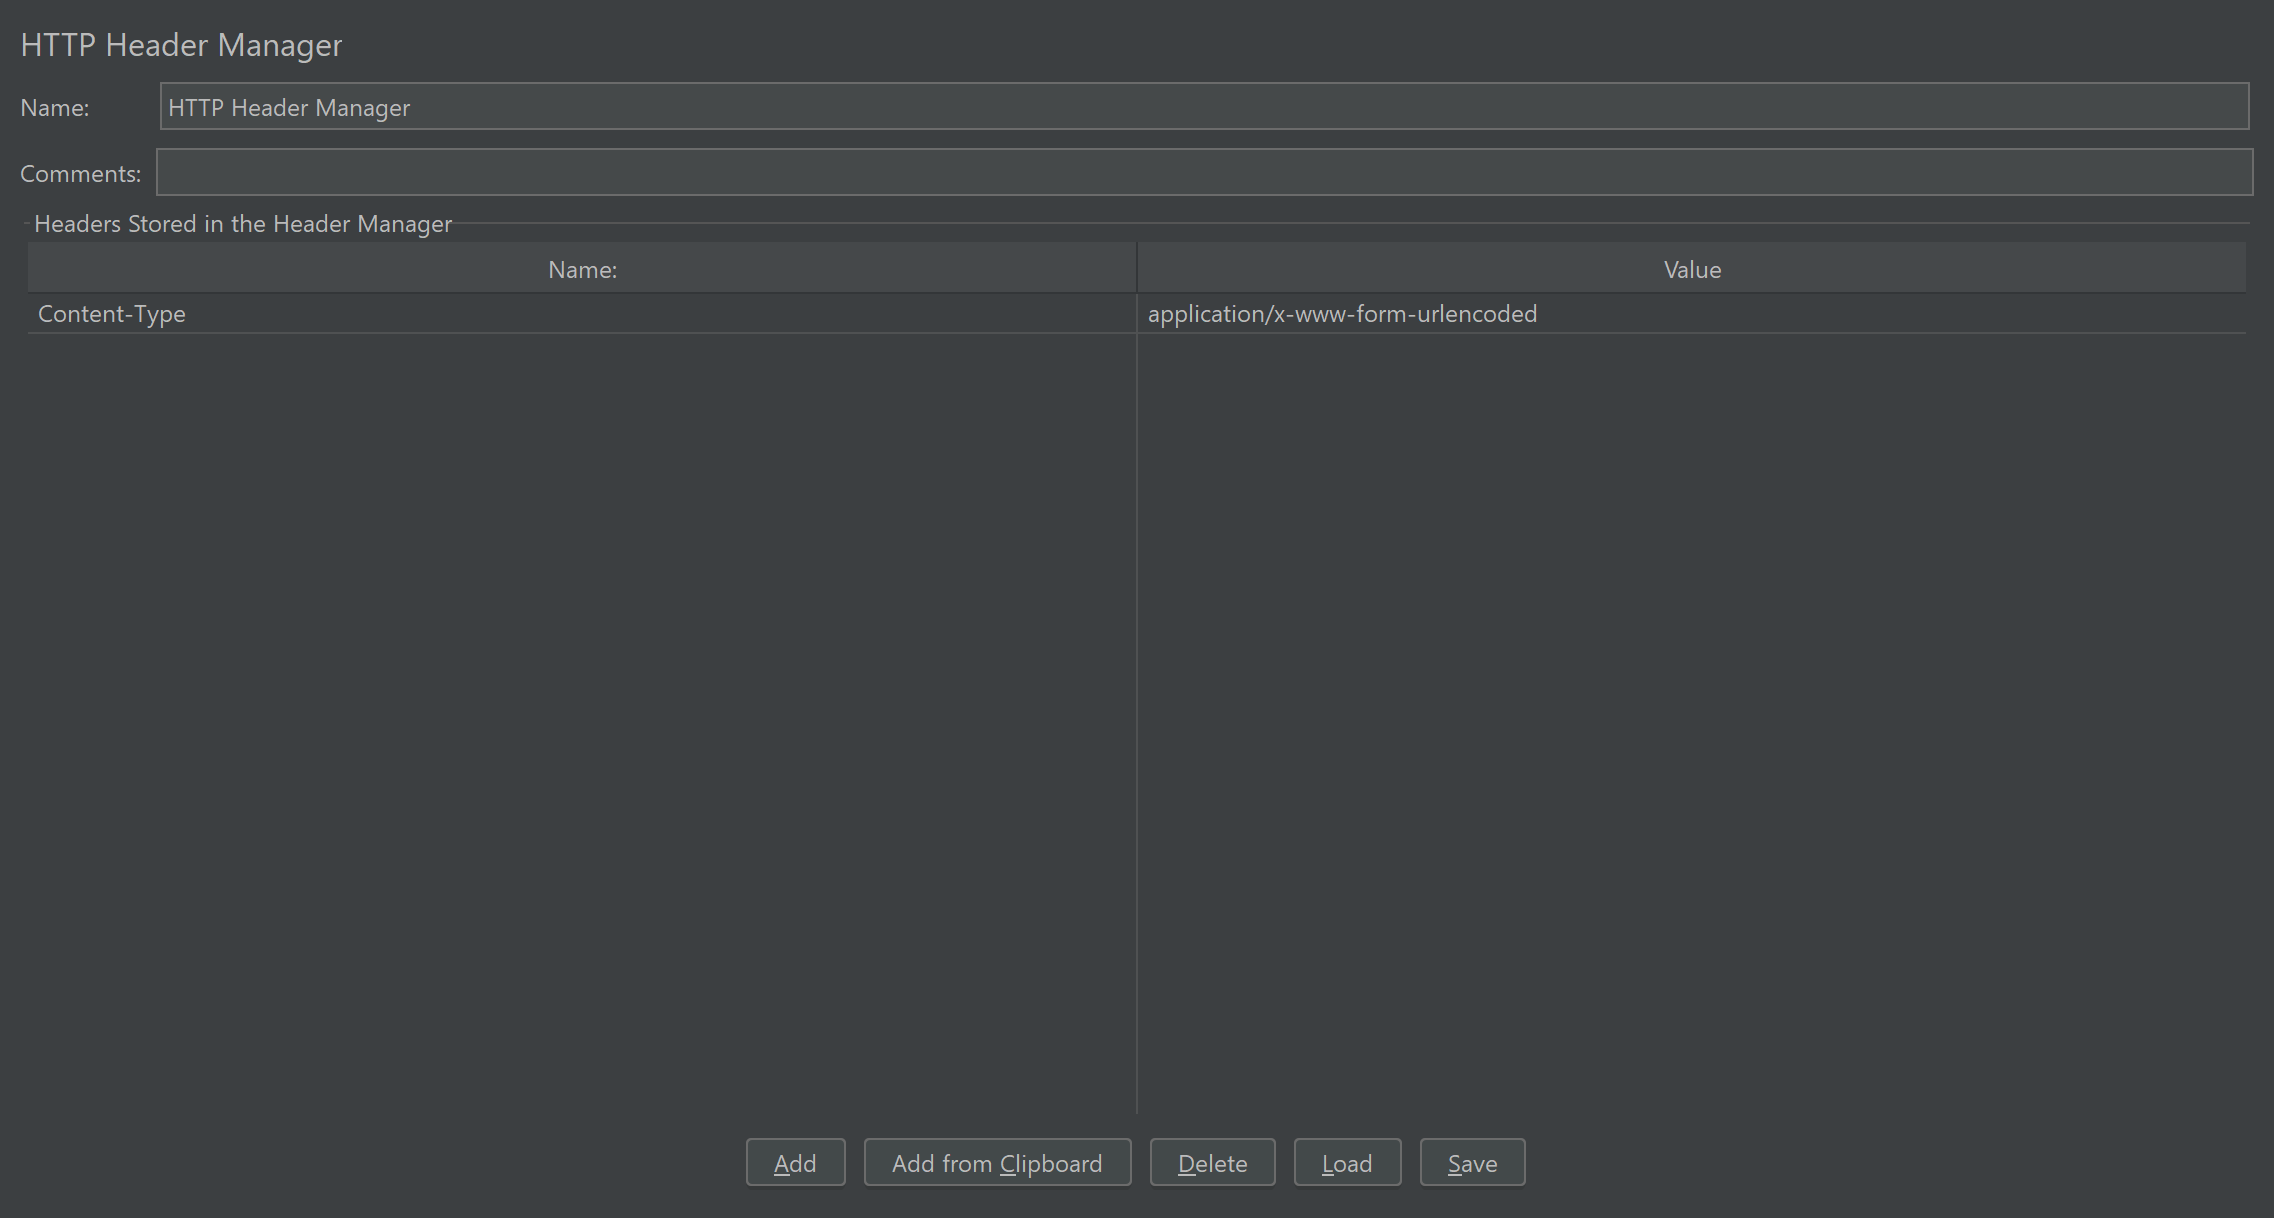 HTTP Header Manager
Name: HTTP Header Manager
Comments:
Headers Stored in the Header Manager
Name: Value
Content-Type application/x-www-form-urlencoded
Add Add from Clipboard Delete Load Save